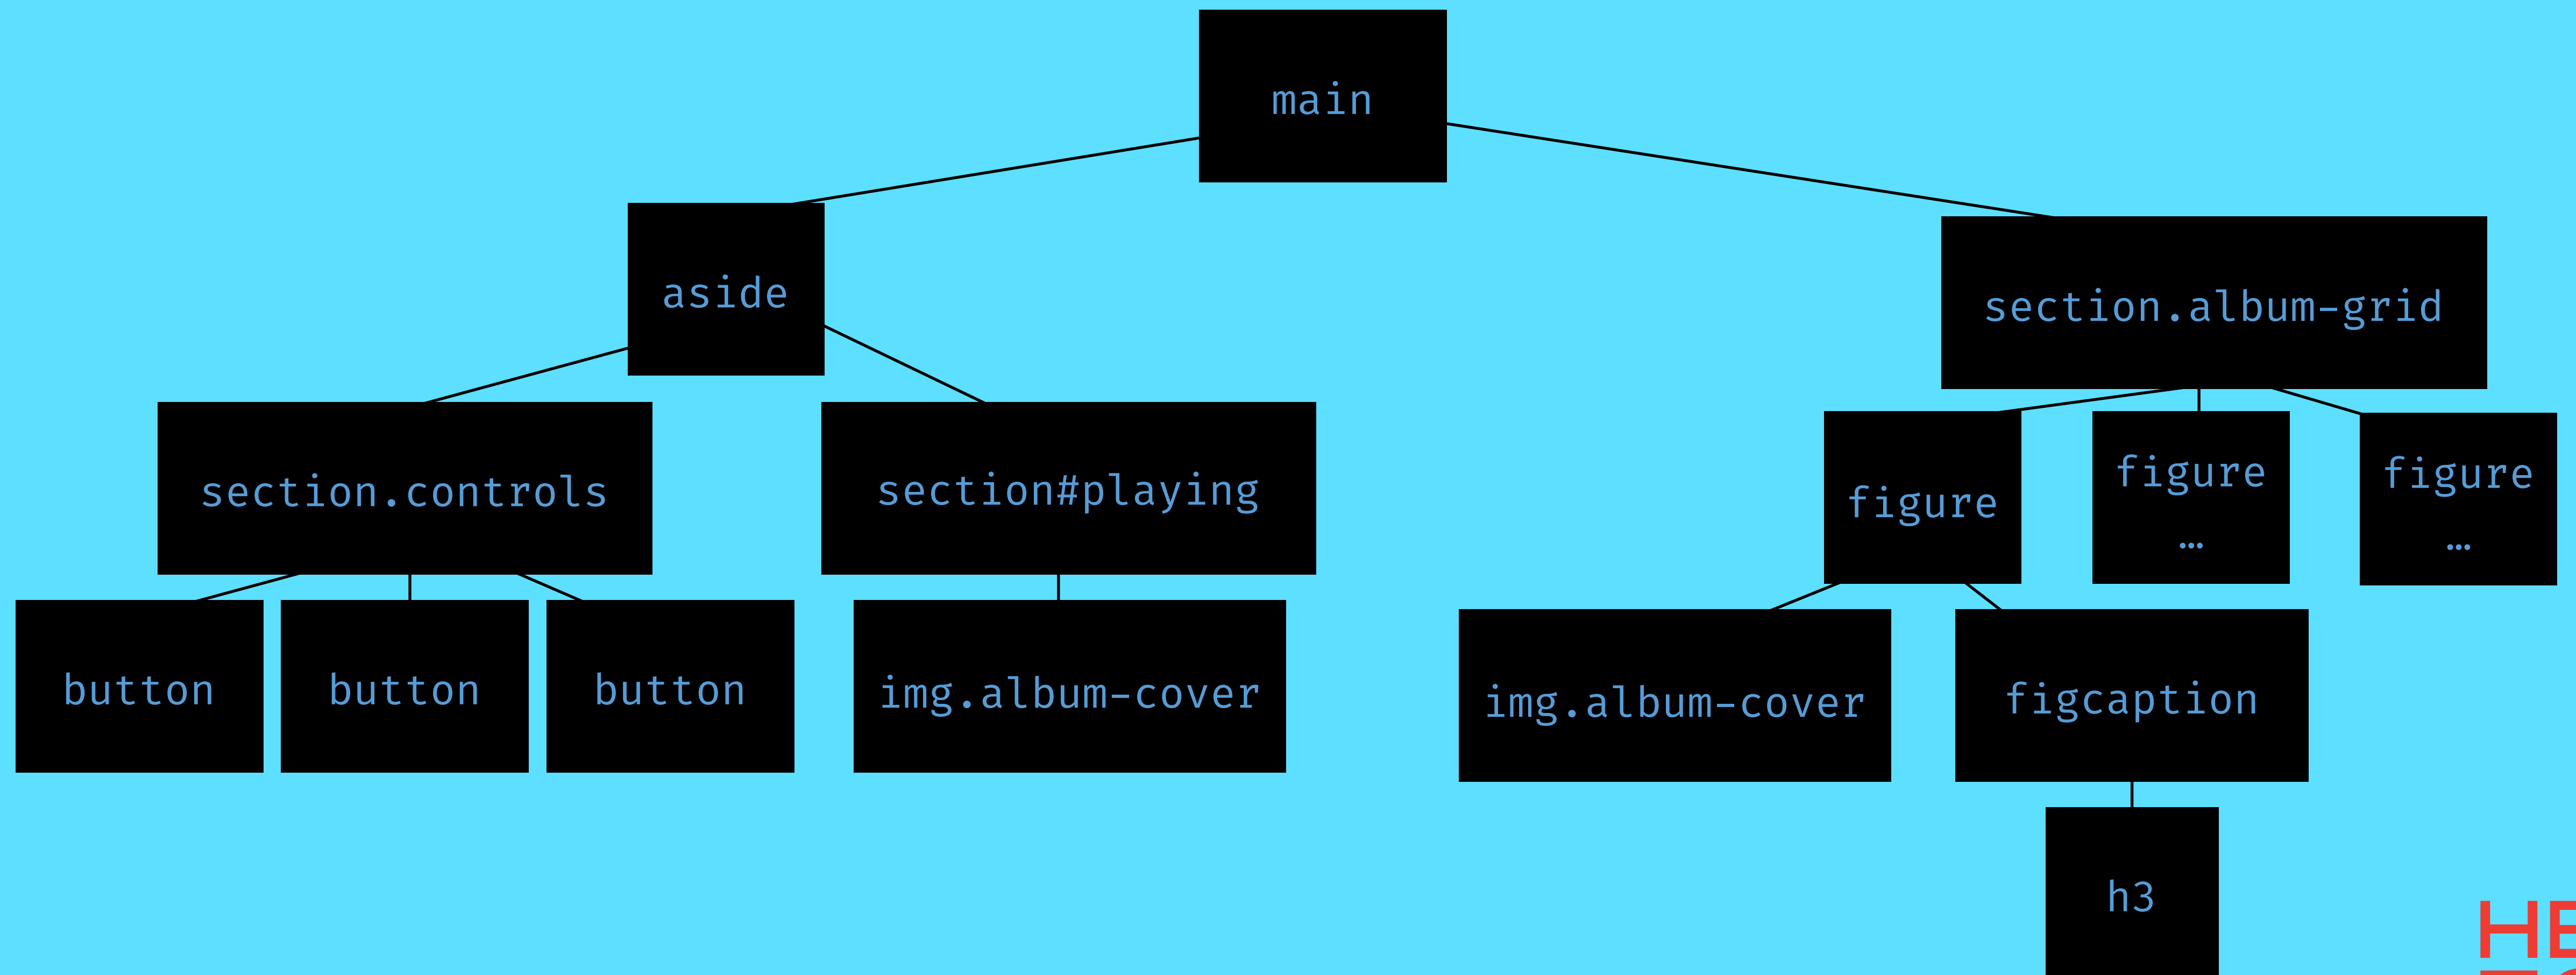 main
aside
section.album-grid
section.controls
section#playing
figure
figure
…
figure
…
button
button
button
img.album-cover
img.album-cover
figcaption
h3